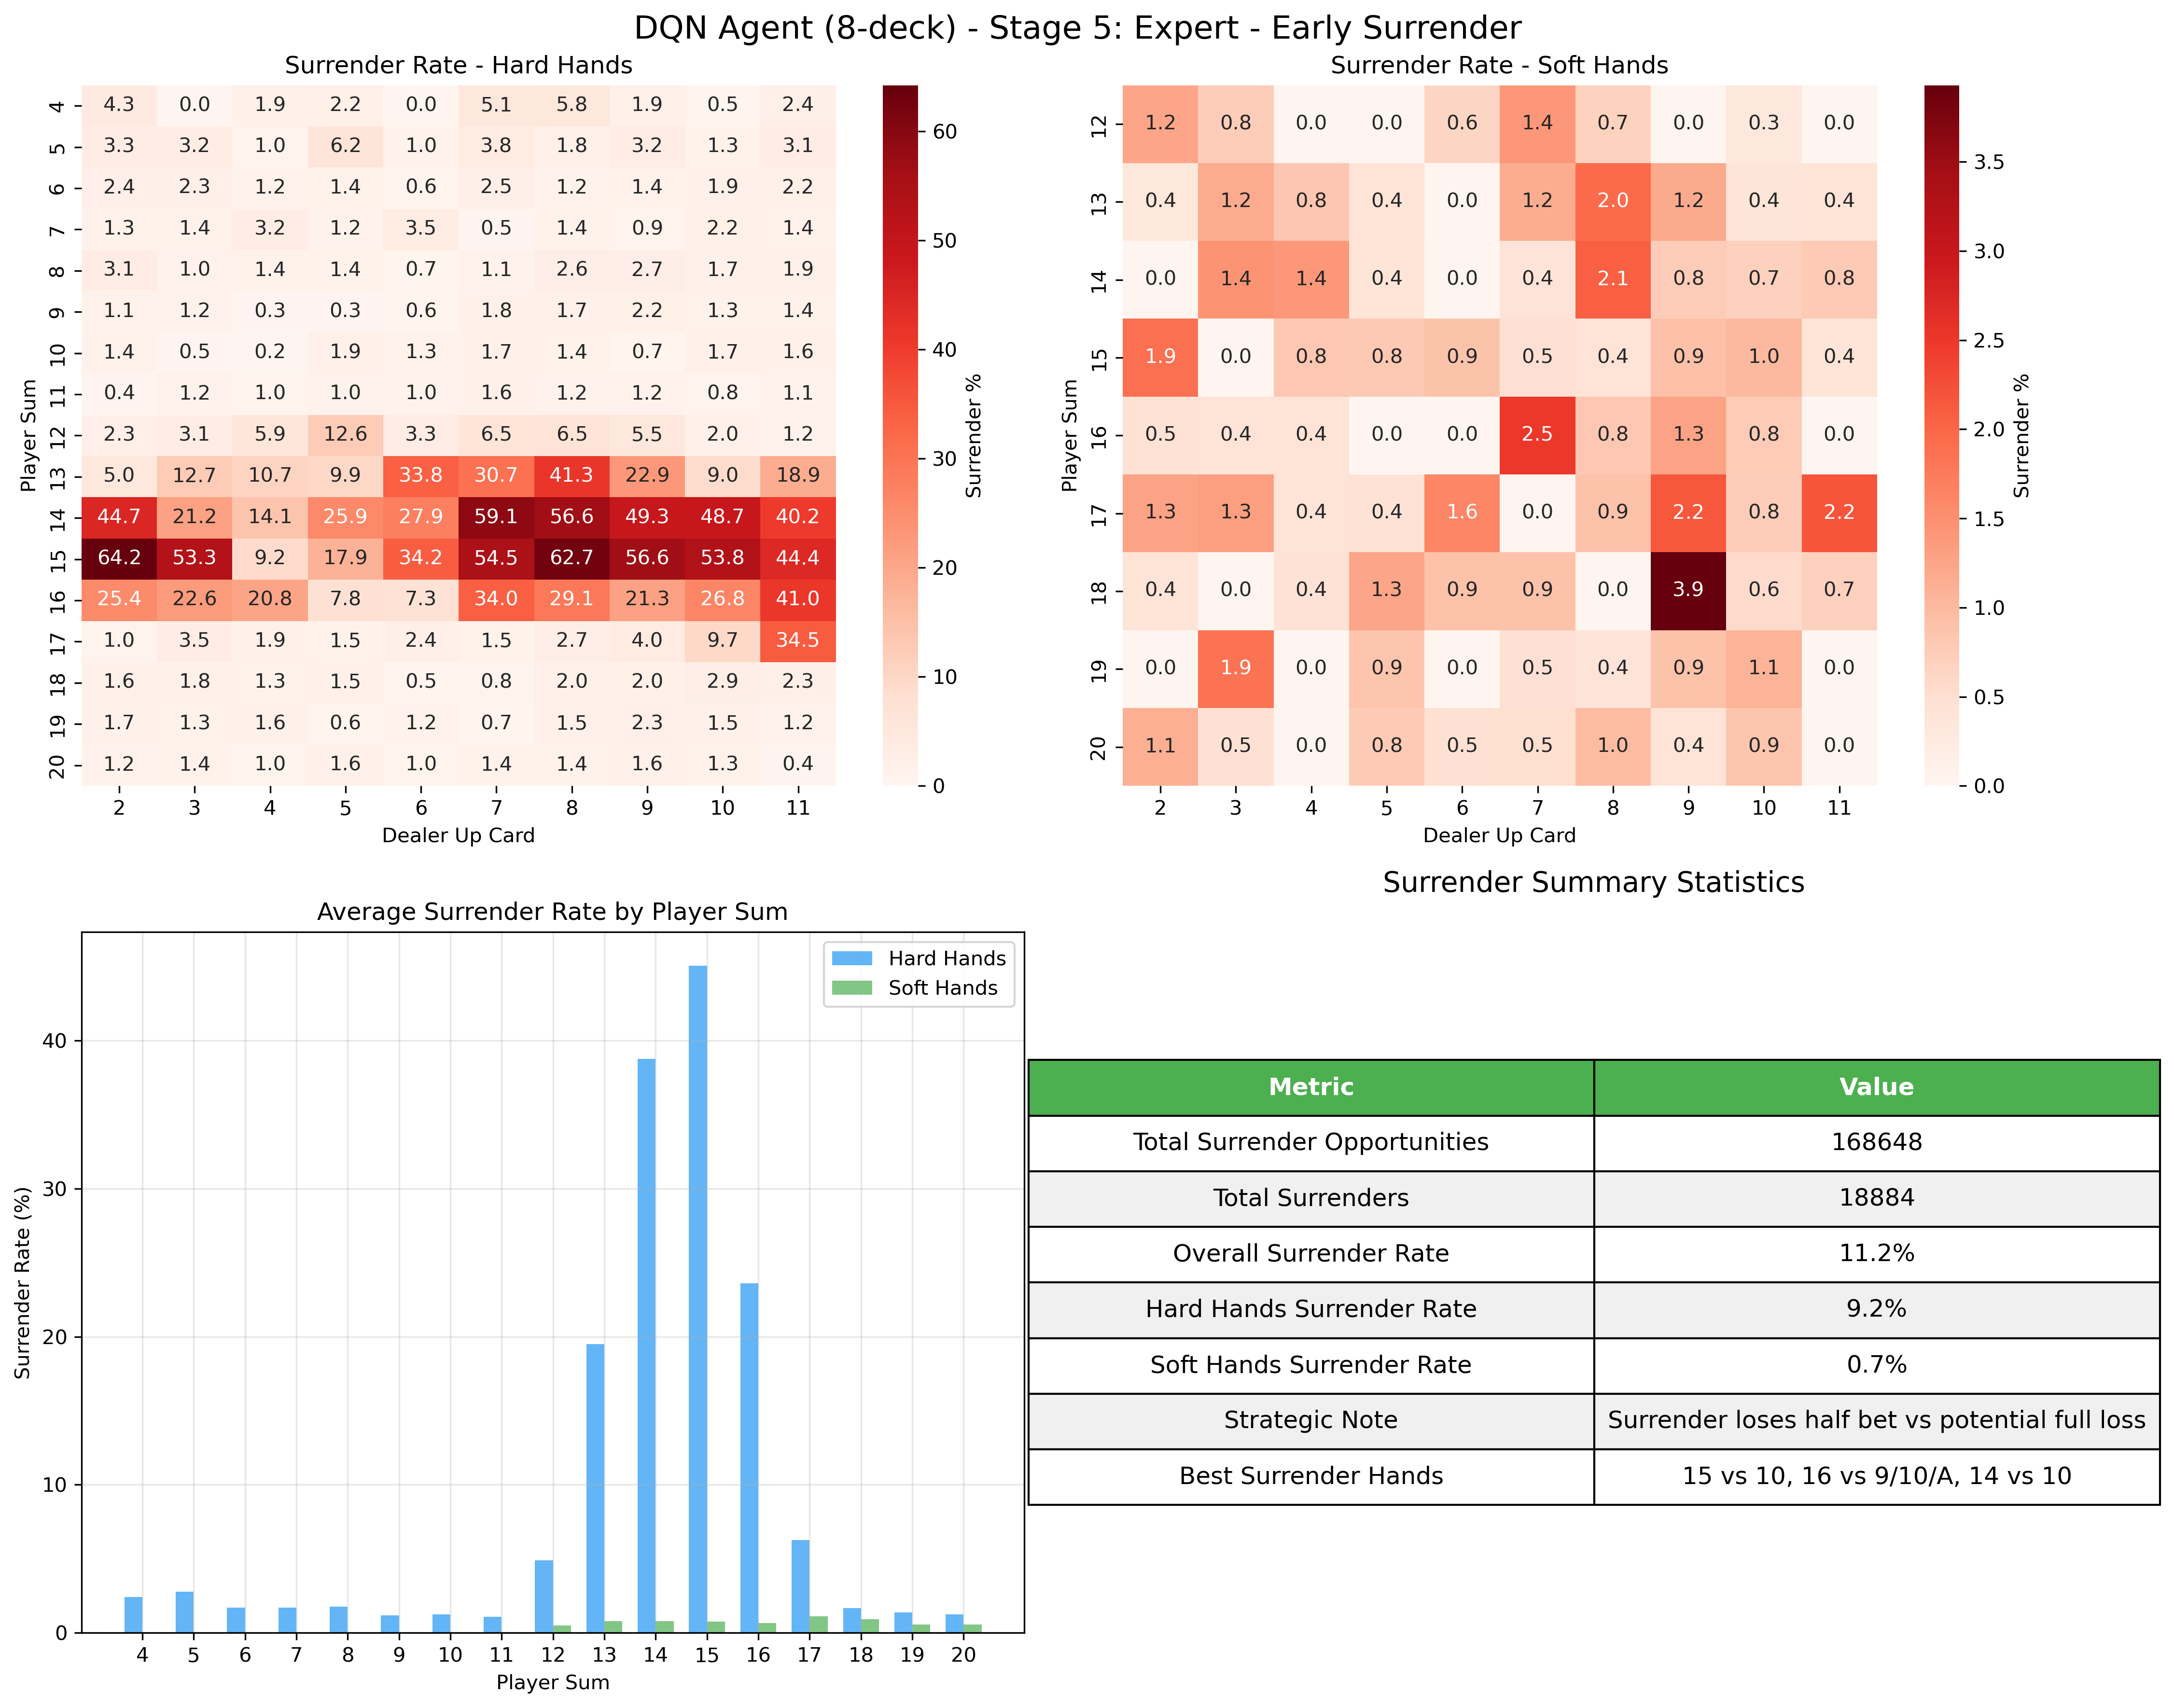 DQN Agent (8-deck) - Stage 5: Expert - Early Surrender
Surrender Rate - Hard Hands
Player Sum
4 4.3 0.0 1.9 2.2 0.0 5.1 5.8 1.9 0.5 2.4
5 3.3 3.2 1.0 6.2 1.0 3.8 1.8 3.2 1.3 3.1
6 2.4 2.3 1.2 1.4 0.6 2.5 1.2 1.4 1.9 2.2
7 1.3 1.4 3.2 1.2 3.5 0.5 1.4 0.9 2.2 1.4
8 3.1 1.0 1.4 1.4 0.7 1.1 2.6 2.7 1.7 1.9
9 1.1 1.2 0.3 0.3 0.6 1.8 1.7 2.2 1.3 1.4
10 1.4 0.5 0.2 1.9 1.3 1.7 1.4 0.7 1.7 1.6
11 0.4 1.2 1.0 1.0 1.0 1.6 1.2 1.2 0.8 1.1
12 2.3 3.1 5.9 12.6 3.3 6.5 6.5 5.5 2.0 1.2
13 5.0 12.7 10.7 9.9 33.8 30.7 41.3 22.9 9.0 18.9
14 44.7 21.2 14.1 25.9 27.9 59.1 56.6 49.3 48.7 40.2
15 64.2 53.3 9.2 17.9 34.2 54.5 62.7 56.6 53.8 44.4
16 25.4 22.6 20.8 7.8 7.3 34.0 29.1 21.3 26.8 41.0
17 1.0 3.5 1.9 1.5 2.4 1.5 2.7 4.0 9.7 34.5
18 1.6 1.8 1.3 1.5 0.5 0.8 2.0 2.0 2.9 2.3
19 1.7 1.3 1.6 0.6 1.2 0.7 1.5 2.3 1.5 1.2
20 1.2 1.4 1.0 1.6 1.0 1.4 1.4 1.6 1.3 0.4
2 3 4 5 6 7 8 9 10 11
Dealer Up Card
60
50
40
30
20
10
0
Surrender %
Surrender Rate - Soft Hands
Player Sum
12 1.2 0.8 0.0 0.0 0.6 1.4 0.7 0.0 0.3 0.0
13 0.4 1.2 0.8 0.4 0.0 1.2 2.0 1.2 0.4 0.4
14 0.0 1.4 1.4 0.4 0.0 0.4 2.1 0.8 0.7 0.8
15 1.9 0.0 0.8 0.8 0.9 0.5 0.4 0.9 1.0 0.4
16 0.5 0.4 0.4 0.0 0.0 2.5 0.8 1.3 0.8 0.0
17 1.3 1.3 0.4 0.4 1.6 0.0 0.9 2.2 0.8 2.2
18 0.4 0.0 0.4 1.3 0.9 0.9 0.0 3.9 0.6 0.7
19 0.0 1.9 0.0 0.9 0.0 0.5 0.4 0.9 1.1 0.0
20 1.1 0.5 0.0 0.8 0.5 0.5 1.0 0.4 0.9 0.0
2 3 4 5 6 7 8 9 10 11
Dealer Up Card
3.5
3.0
2.5
2.0
1.5
1.0
0.5
0.0
Surrender %
Average Surrender Rate by Player Sum
Hard Hands
Soft Hands
Surrender Rate (%)
40
30
20
10
0
4 5 6 7 8 9 10 11 12 13 14 15 16 17 18 19 20
Player Sum
Surrender Summary Statistics
Metric Value
Total Surrender Opportunities 168648
Total Surrenders 18884
Overall Surrender Rate 11.2%
Hard Hands Surrender Rate 9.2%
Soft Hands Surrender Rate 0.7%
Strategic Note Surrender loses half bet vs potential full loss
Best Surrender Hands 15 vs 10, 16 vs 9/10/A, 14 vs 10